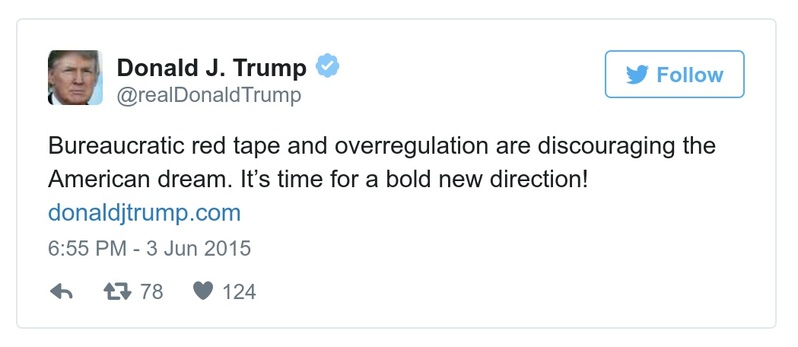 Donald J. Trump
@realDonaldTrump
Follow
Bureaucratic red tape and overregulation are discouraging the
American dream. It’s time for a bold new direction!
donaldjtrump.com
6:55 PM - 3 Jun 2015
78 124